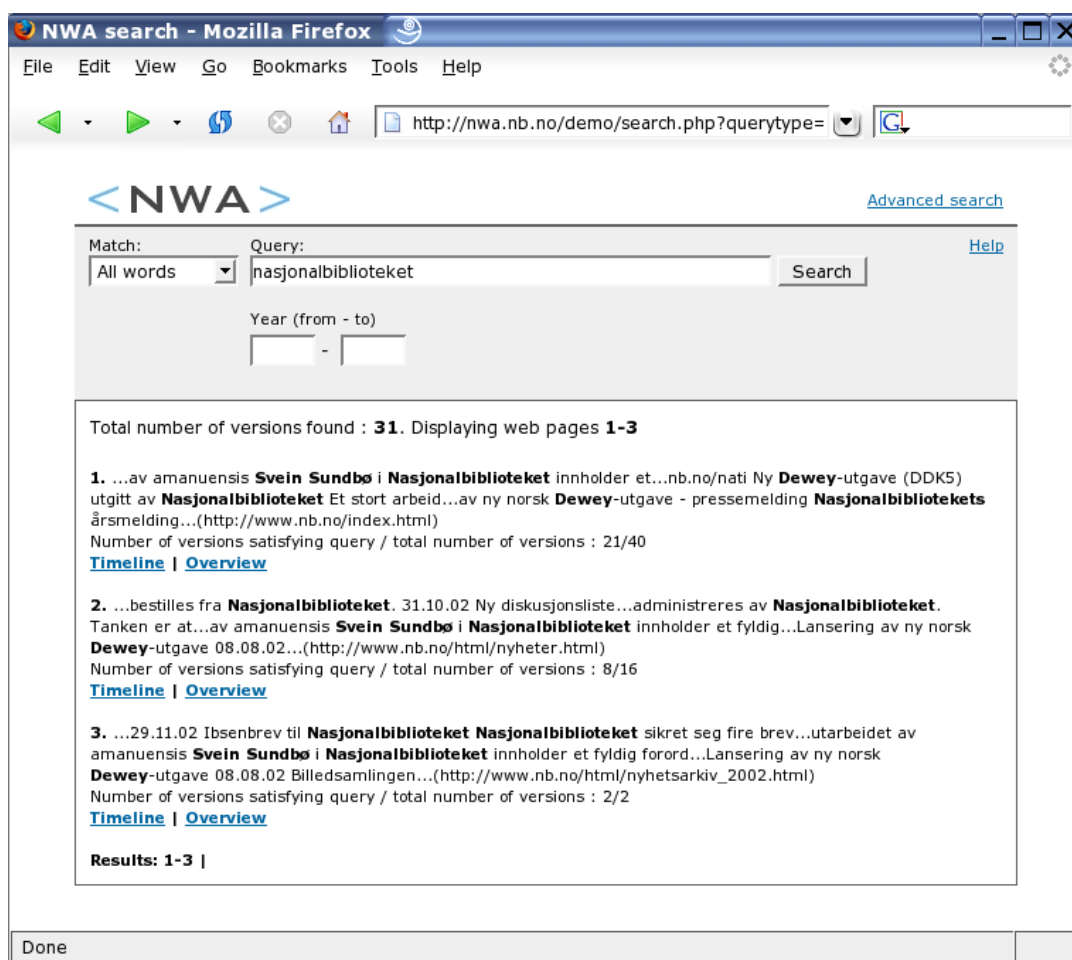 NWA search - Mozilla Firefox
File Edit View Go Bookmarks Tools Help
http://nwa.nb.no/demo/search.php?querytype= G
<NWA>
Advanced search
Match: Query: Help
All words nasjonalbiblioteket Search
Year (from - to)
-
Total number of versions found : 31. Displaying web pages 1-3
1. ...av amanuensis Svein Sundbø i Nasjonalbiblioteket innholder et...nb.no/nati Ny Dewey-utgave (DDK5)
utgitt av Nasjonalbiblioteket Et stort arbeid...av ny norsk Dewey-utgave - pressemelding Nasjonalbibliotekets
årsmelding...(http://www.nb.no/index.html)
Number of versions satisfying query / total number of versions : 21/40
Timeline | Overview
2. ...bestilles fra Nasjonalbiblioteket. 31.10.02 Ny diskusjonsliste...administreres av Nasjonalbiblioteket.
Tanken er at...av amanuensis Svein Sundbø i Nasjonalbiblioteket innholder et fyldig...Lansering av ny norsk
Dewey-utgave 08.08.02...(http://www.nb.no/html/nyheter.html)
Number of versions satisfying query / total number of versions : 8/16
Timeline | Overview
3. ...29.11.02 Ibsenbrev til Nasjonalbiblioteket Nasjonalbiblioteket sikret seg fire brev...utarbeidet av
amanuensis Svein Sundbø i Nasjonalbiblioteket innholder et fyldig forord...Lansering av ny norsk
Dewey-utgave 08.08.02 Billedsamlingen...(http://www.nb.no/html/nyhetsarkiv_2002.html)
Number of versions satisfying query / total number of versions : 2/2
Timeline | Overview
Results: 1-3 |
Done